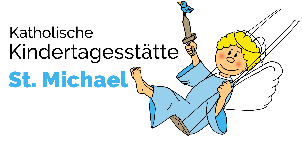 Katholische
Kindertagesstätte
St. Michael